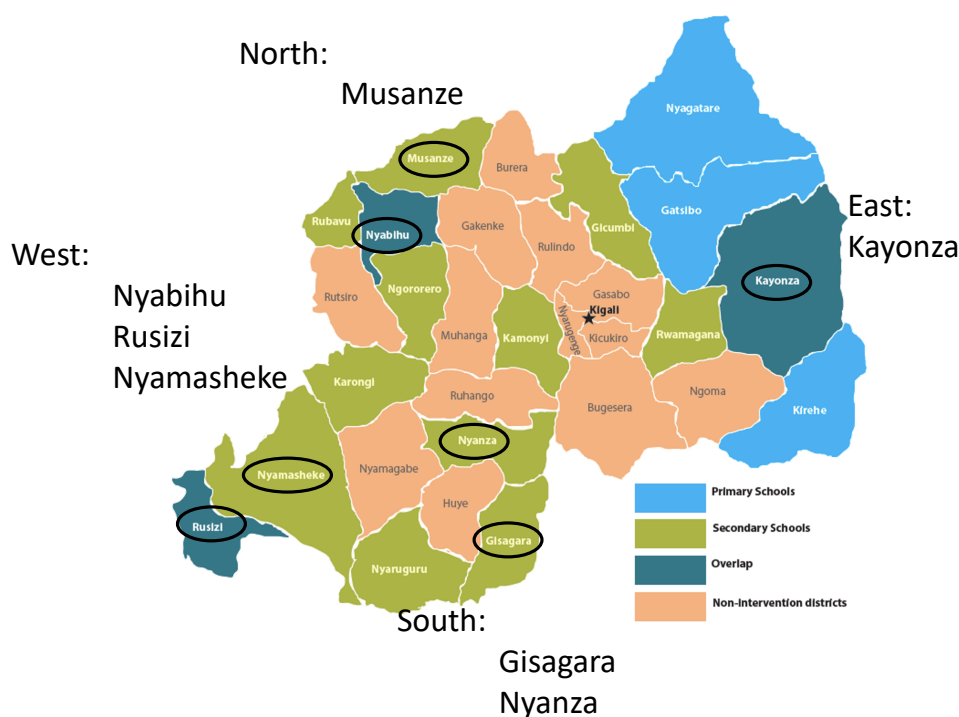 North:
Musanze
Nyagatare
Musanze
Burera
Gatsibo
East:
Kayonza
Rubavu
Nyabihu
Gakenke
Rulindo
Gicumbi
West:
Nyabihu
Rusizi
Nyamasheke
Rutsiro
Ngororero
Kayonza
Gasabo
Kigali
Nyarugenge
Kicukiro
Muhanga
Kamonyi
Rwamagana
Karongi
Ruhango
Bugesera
Ngoma
Kirehe
Nyanza
Nyamasheke
Nyamagabe
Huye
Rusizi
Gisagara
Nyaruguru
Primary Schools
Secondary Schools
Overlap
Non-intervention districts
South:
Gisagara
Nyanza